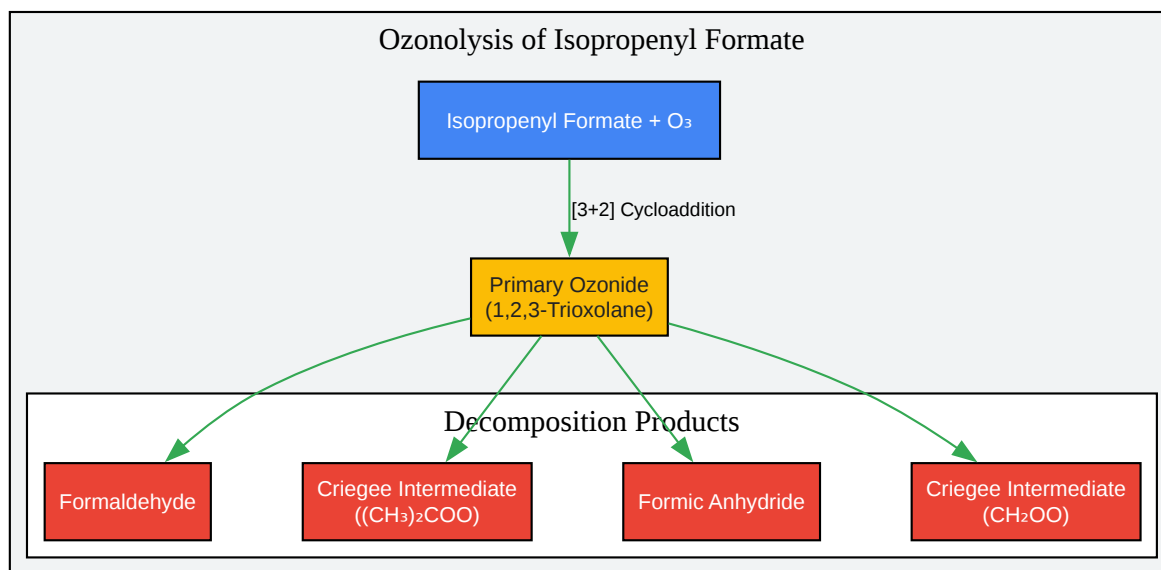 Ozonolysis of Isopropenyl Formate
Isopropenyl Formate + O₃
[3+2] Cycloaddition
Primary Ozonide
(1,2,3-Trioxolane)
Decomposition Products
Formaldehyde
Criegee Intermediate
((CH₃)₂COO)
Formic Anhydride
Criegee Intermediate
(CH₂OO)